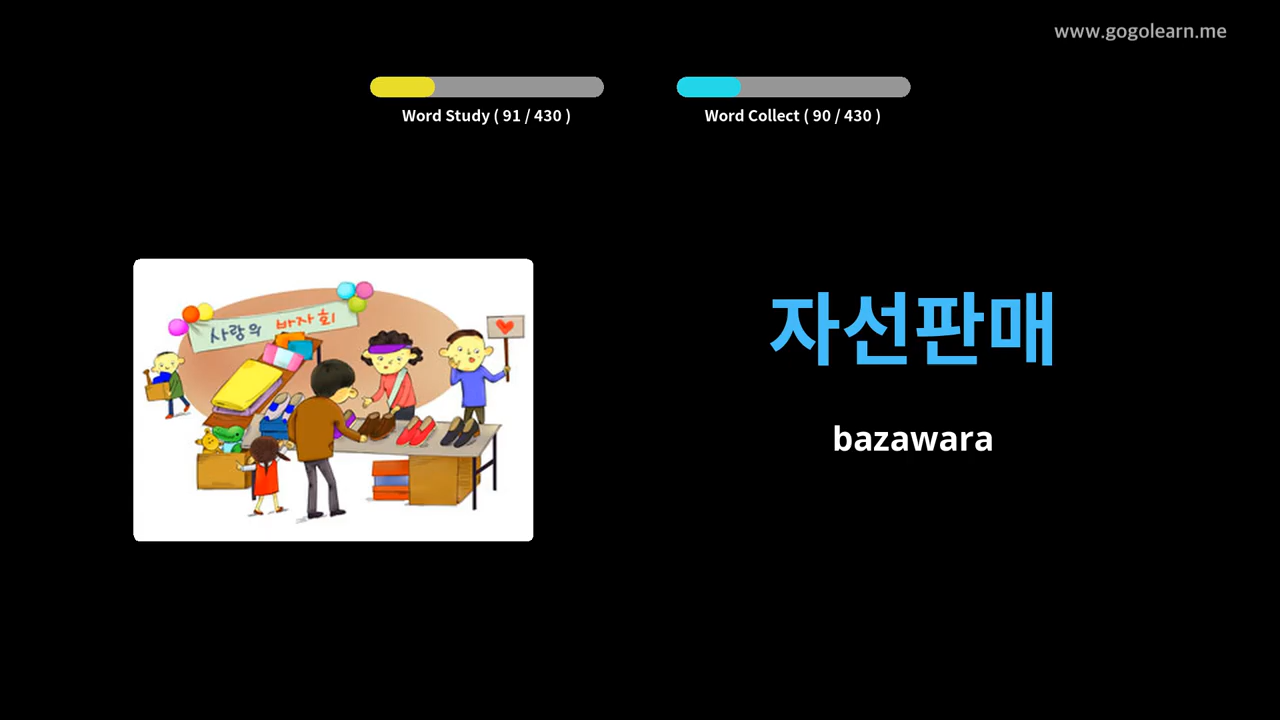 www.gogolearn.me
Word Study ( 91 / 430 )
Word Collect ( 90 / 430 )
사랑의 바자회
자선판매
bazawara